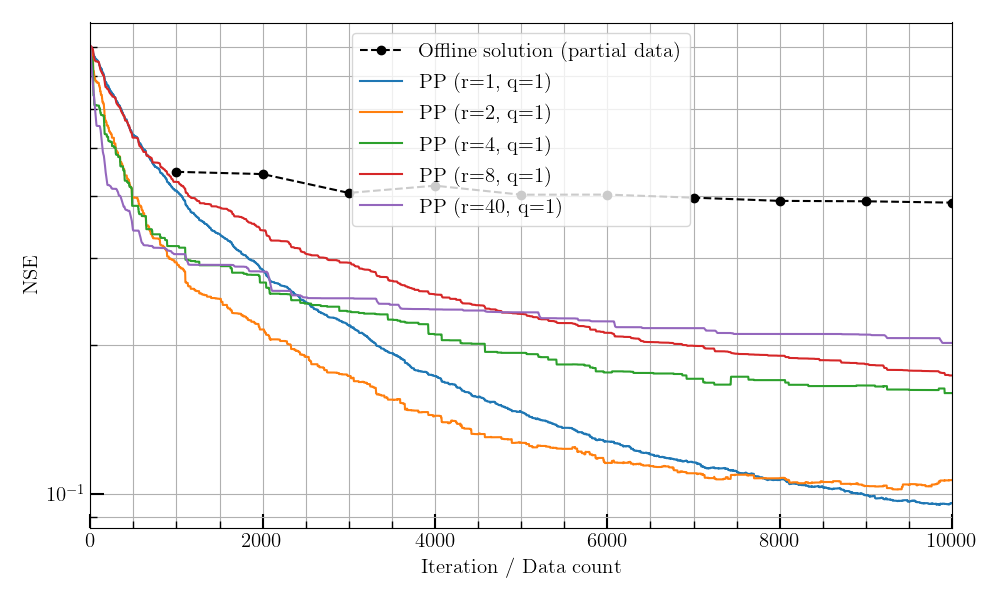 Offline solution (partial data)
PP (r=1, q=1)
PP (r=2, q=1)
PP (r=4, q=1)
PP (r=8, q=1)
PP (r=40, q=1)
NSE
10⁻¹
0 2000 4000 6000 8000 10000
Iteration / Data count